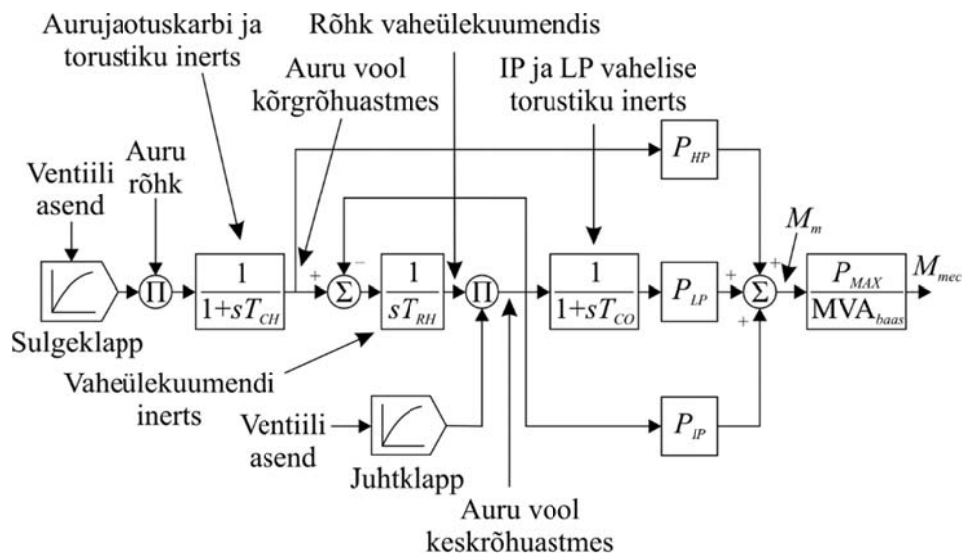 Aurujaotuskarbi ja
torustiku inerts
Rõhk vaheülekuumendis
Auru vool
kõrgrõhuastmes
IP ja LP vahelise
torustiku inerts
Ventiili
asend
Auru
rõhk
P_HP
M_m
Π
1
1+sT_CH
+
−
Σ
1
sT_RH
Π
1
1+sT_CO
P_LP
+
+
+
Σ
P_MAX
MVA_baas
M_mec
Sulgeklapp
Vaheülekuumendi
inerts
Ventiili
asend
Juhtklapp
P_IP
Auru vool
keskrõhuastmes